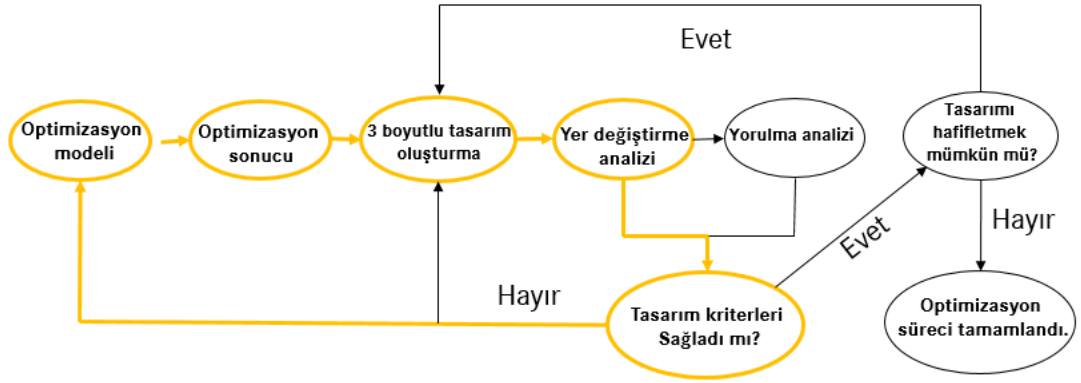 Evet
Optimizasyon
modeli
Optimizasyon
sonucu
3 boyutlu tasarım
oluşturma
Yer değiştirme
analizi
Yorulma analizi
Tasarımı
hafifletmek
mümkün mü?
Evet
Hayır
Hayır
Tasarım kriterleri
Sağladı mı?
Optimizasyon
süreci tamamlandı.